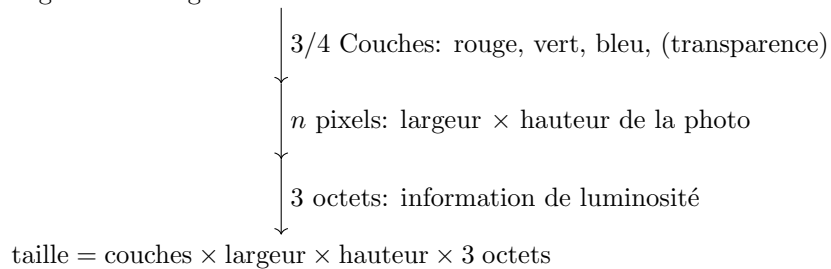 3/4 Couches: rouge, vert, bleu, (transparence)
n pixels: largeur × hauteur de la photo
3 octets: information de luminosité
taille = couches × largeur × hauteur × 3 octets